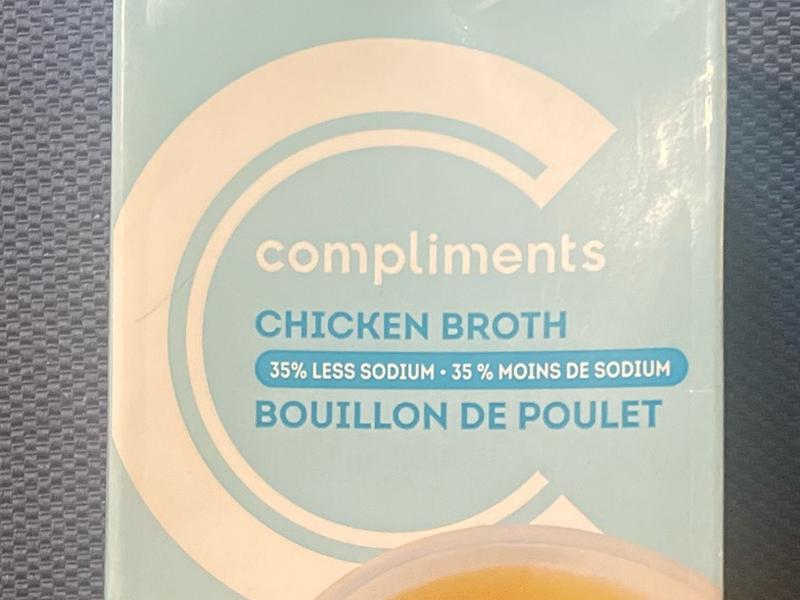 compliments
CHICKEN BROTH
35% LESS SODIUM • 35 % MOINS DE SODIUM
BOUILLON DE POULET